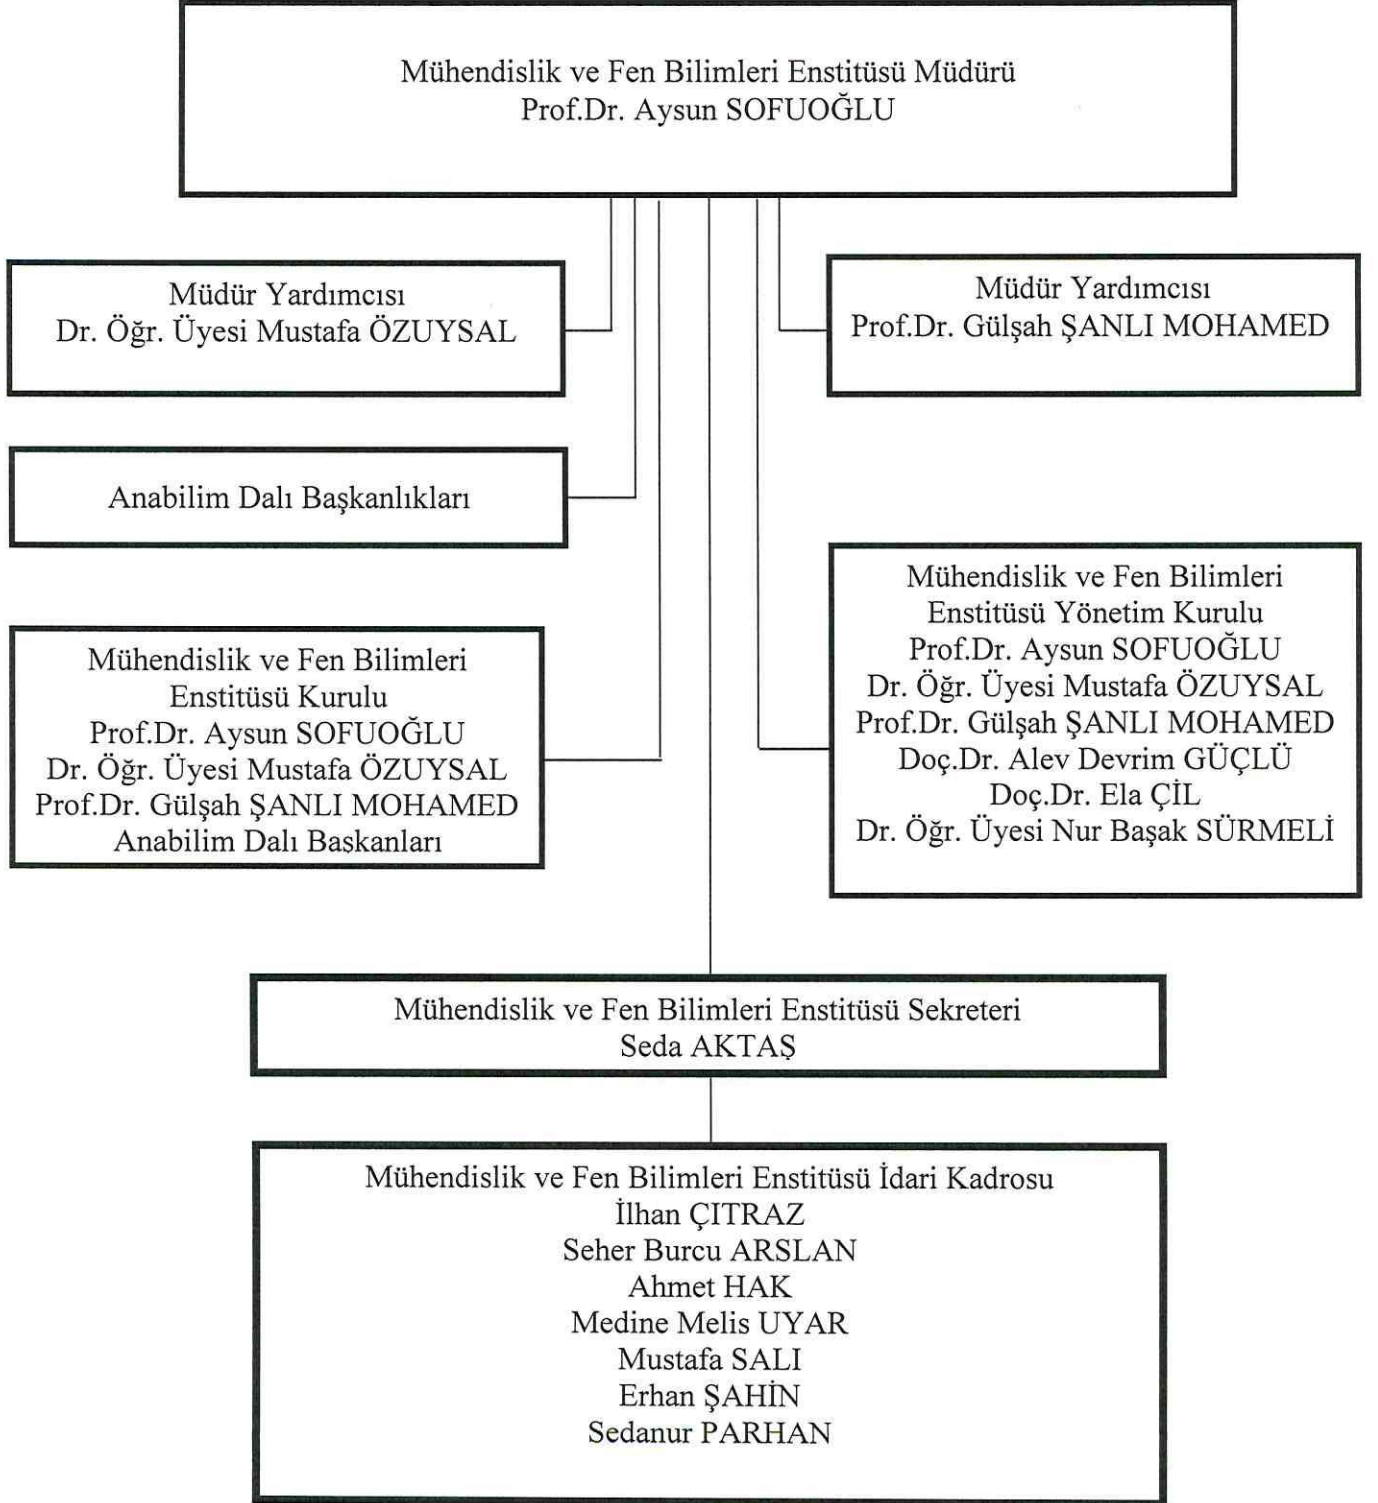 Mühendislik ve Fen Bilimleri Enstitüsü Müdürü
Prof.Dr. Aysun SOFUOĞLU
Müdür Yardımcısı
Dr. Öğr. Üyesi Mustafa ÖZUYSAL
Müdür Yardımcısı
Prof.Dr. Gülşah ŞANLI MOHAMED
Anabilim Dalı Başkanlıkları
Mühendislik ve Fen Bilimleri
Enstitüsü Kurulu
Prof.Dr. Aysun SOFUOĞLU
Dr. Öğr. Üyesi Mustafa ÖZUYSAL
Prof.Dr. Gülşah ŞANLI MOHAMED
Anabilim Dalı Baskanları
Mühendislik ve Fen Bilimleri
Enstitüsü Yönetim Kurulu
Prof.Dr. Aysun SOFUOĞLU
Dr. Öğr. Üyesi Mustafa ÖZUYSAL
Prof.Dr. Gülşah ŞANLI MOHAMED
Doç.Dr. Alev Devrim GÜÇLÜ
Doç.Dr. Ela ÇİL
Dr. Öğr. Üyesi Nur Başak SÜRMELİ
Mühendislik ve Fen Bilimleri Enstitüsü Sekreteri
Seda AKTAŞ
Mühendislik ve Fen Bilimleri Enstitüsü İdari Kadrosu
İlhan ÇITRAZ
Seher Burcu ARSLAN
Ahmet HAK
Medine Melis UYAR
Mustafa SALI
Erhan ŞAHİN
Sedanur PARHAN